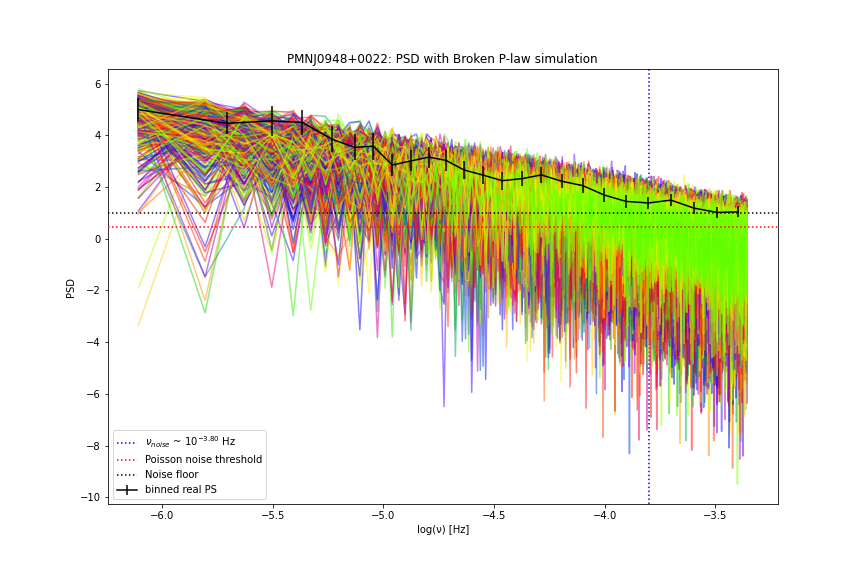 PMNJ0948+0022: PSD with Broken P-law simulation
6
4
2
0
−2
−4
−6
−8
−10
PSD
ν_noise ~ 10^−3.80 Hz
Poisson noise threshold
Noise floor
binned real PS
−6.0 −5.5 −5.0 −4.5 −4.0 −3.5
log(ν) [Hz]